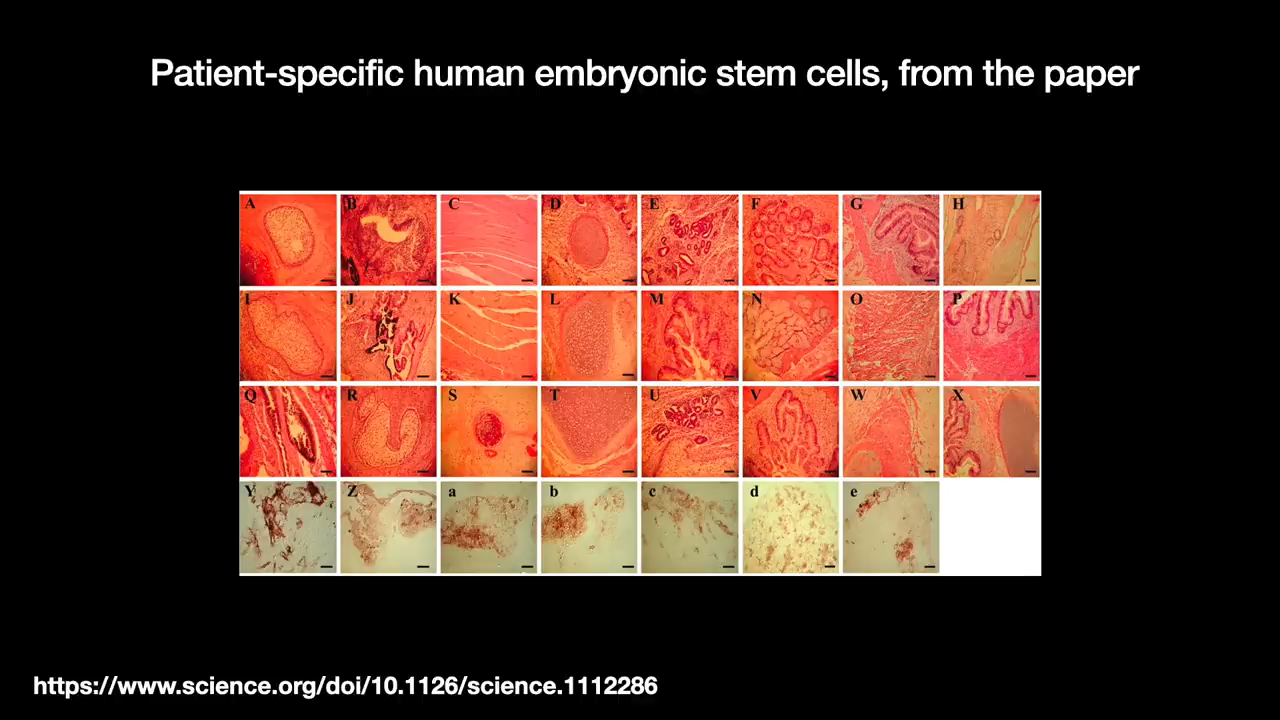 Patient-specific human embryonic stem cells, from the paper
A B C D E F G H
I J K L M N O P
Q R S T U V W X
Y Z a b c d e
https://www.science.org/doi/10.1126/science.1112286